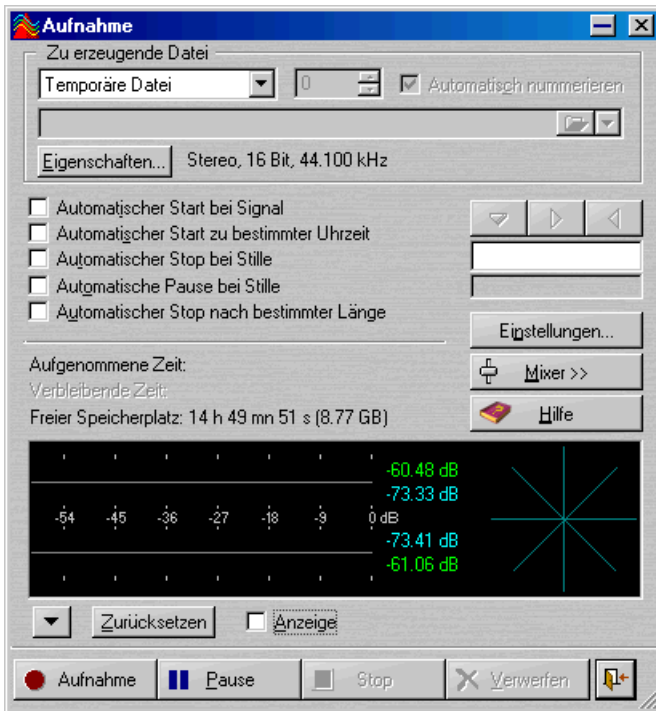 Aufnahme
Zu erzeugende Datei
Temporäre Datei
0
Automatisch nummerieren
Eigenschaften...
Stereo, 16 Bit, 44.100 kHz
Automatischer Start bei Signal
Automatischer Start zu bestimmter Uhrzeit
Automatischer Stop bei Stille
Automatische Pause bei Stille
Automatischer Stop nach bestimmter Länge
Einstellungen...
Aufgenommene Zeit:
Mixer >>
Verbleibende Zeit:
Freier Speicherplatz: 14 h 49 mn 51 s (8.77 GB)
Hilfe
-60.48 dB
-73.33 dB
-54 -45 -36 -27 -18 -9 0 dB
-73.41 dB
-61.06 dB
Zurücksetzen
Anzeige
Aufnahme
Pause
Stop
Verwerfen